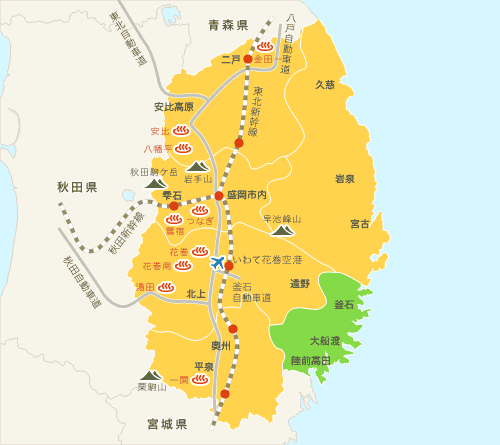 青森県
八戸自動車道
東北自動車道
二戸
金田一
久慈
東北新幹線
安比高原
安比
八幡平
秋田駒ケ岳
岩手山
岩泉
秋田県
雫石
盛岡市内
つなぎ
鶯宿
秋田新幹線
早池峰山
宮古
花巻
いわて花巻空港
花巻南
秋田自動車道
湯田
北上
釜石
自動車道
遠野
釜石
大船渡
奥州
陸前高田
平泉
一関
栗駒山
宮城県